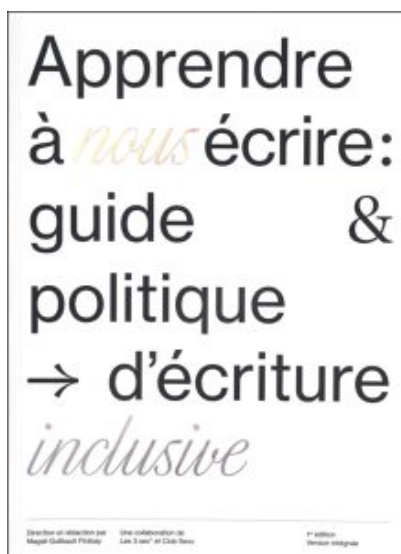 Apprendre
à nous écrire:
guide &
politique
→ d'écriture
inclusive
Direction et rédaction par Une collaboration de 1re édition
Magali Guilbault Fitzbay Les 3 sex* et Club Sexu Version intégrale